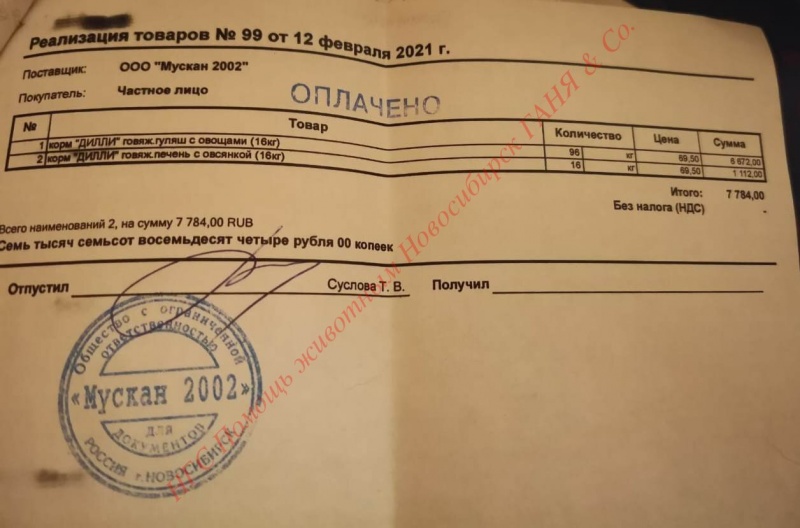 Реализация товаров № 99 от 12 февраля 2021 г.
Поставщик: ООО "Мускан 2002"
Покупатель: Частное лицо
ОПЛАЧЕНО
№ Товар Количество Цена Сумма
1 корм "ДИЛЛИ" говяж.гуляш с овощами (16кг) 96 кг 69,50 6 672,00
2 корм "ДИЛЛИ" говяж.печень с овсянкой (16кг) 16 кг 69,50 1 112,00
Итого: 7 784,00
Без налога (НДС) -
Всего наименований 2, на сумму 7 784,00 RUB
Семь тысяч семьсот восемьдесят четыре рубля 00 копеек
Отпустил Суслова Т. В. Получил
Общество с ограниченной
ответственностью
«Мускан 2002»
для
ДОКУМЕНТОВ
РОССИЯ г.НОВОСИБИРСК
Помощь животным Новосибирск ГАНЯ & Co.